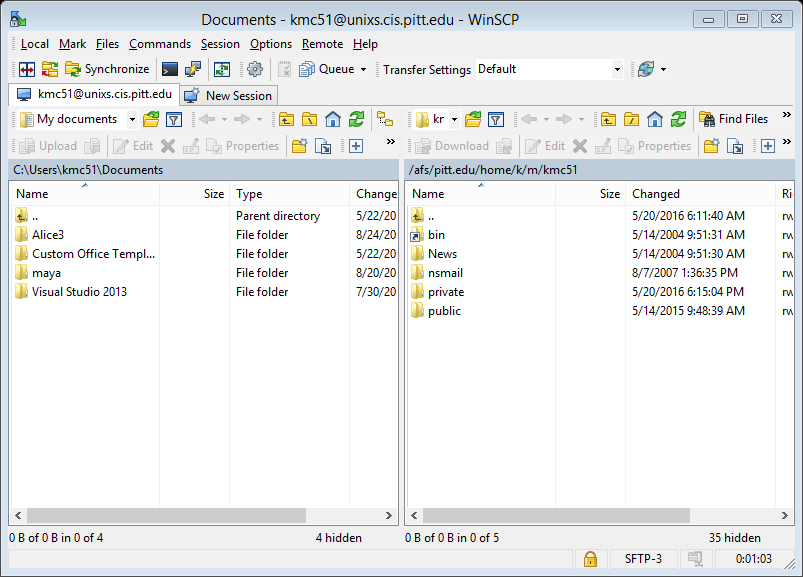 Documents - kmc51@unixs.cis.pitt.edu - WinSCP
Local Mark Files Commands Session Options Remote Help
Synchronize Queue Transfer Settings Default
kmc51@unixs.cis.pitt.edu New Session
My documents kr Find Files »
Upload Edit Properties » Download Edit Properties »
C:\Users\kmc51\Documents /afs/pitt.edu/home/k/m/kmc51
Name Size Type Change Name Size Changed Ri
.. Parent directory 5/22/20 .. 5/20/2016 6:11:40 AM rw
Alice3 File folder 8/24/20 bin 5/14/2004 9:51:31 AM rw
Custom Office Templ... File folder 5/22/20 News 5/14/2004 9:51:30 AM rw
maya File folder 8/20/20 nsmail 8/7/2007 1:36:35 PM rw
Visual Studio 2013 File folder 7/30/20 private 5/20/2016 6:15:04 PM rw
public 5/14/2015 9:48:39 AM rw
0 B of 0 B in 0 of 4 4 hidden 0 B of 0 B in 0 of 5 35 hidden
SFTP-3 0:01:03